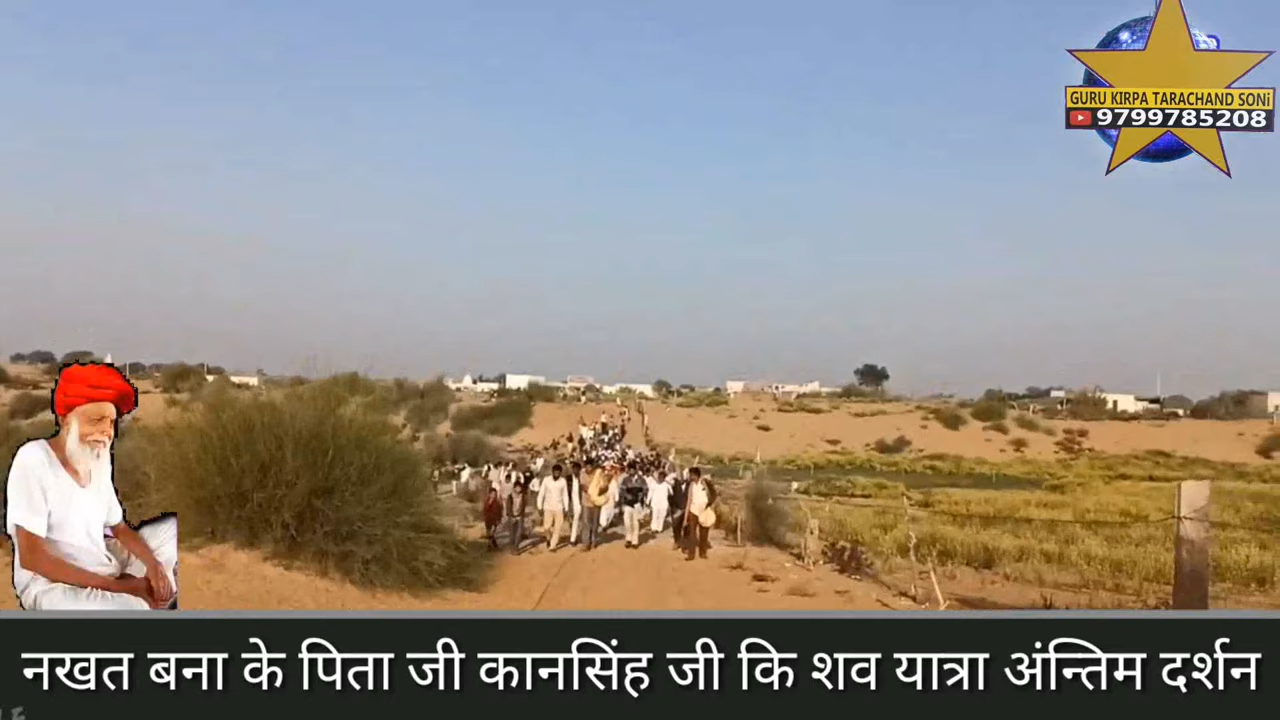 GURU KIRPA TARACHAND SONi
9799785208
नखत बना के पिता जी कानसिंह जी कि शव यात्रा अंन्तिम दर्शन